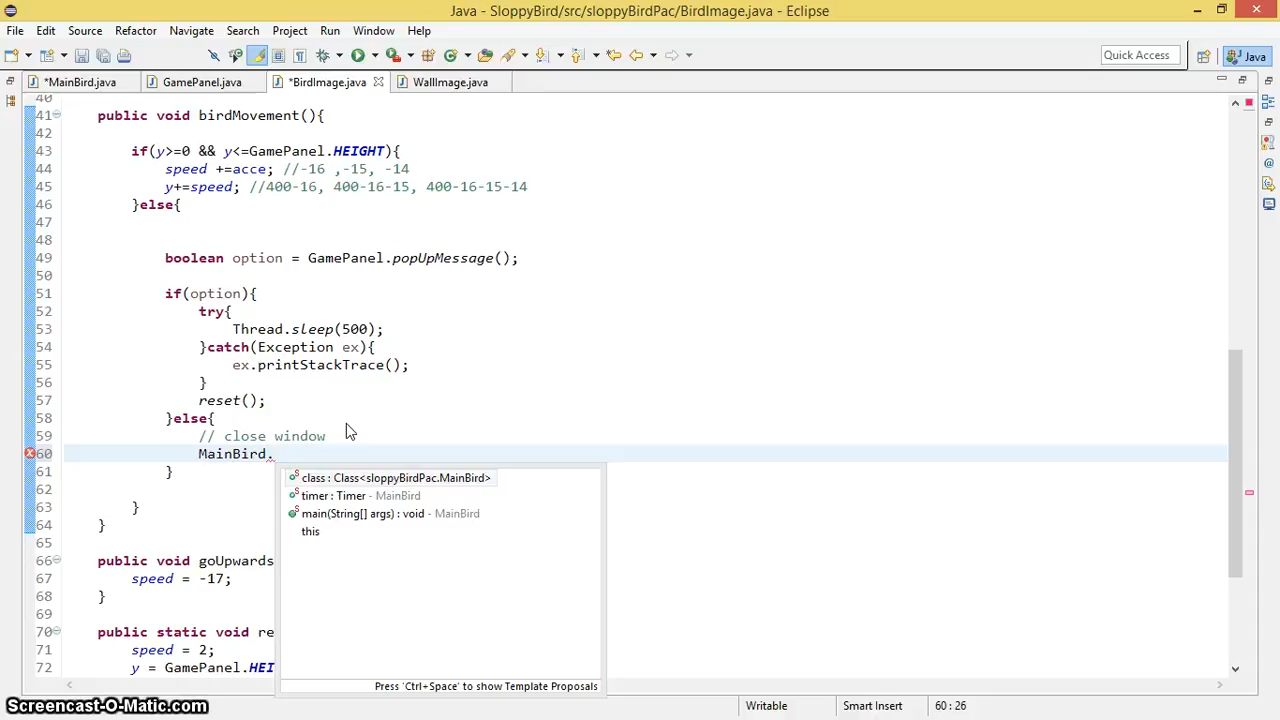 Java - SloppyBird/src/sloppyBirdPac/BirdImage.java - Eclipse
File Edit Source Refactor Navigate Search Project Run Window Help
Quick Access Java
*MainBird.java GamePanel.java *BirdImage.java WallImage.java
40
41 public void birdMovement(){
42
43 if(y>=0 && y<=GamePanel.HEIGHT){
44 speed +=acce; //-16 ,-15, -14
45 y+=speed; //400-16, 400-16-15, 400-16-15-14
46 }else{
47
48
49 boolean option = GamePanel.popUpMessage();
50
51 if(option){
52 try{
53 Thread.sleep(500);
54 }catch(Exception ex){
55 ex.printStackTrace();
56 }
57 reset();
58 }else{
59 // close window
60 MainBird.
61 }
62
63 }
64 }
65
66 public void goUpwards
67 speed = -17;
68 }
69
70 public static void re
71 speed = 2;
72 y = GamePanel.HEI
class : Class<sloppyBirdPac.MainBird>
timer : Timer - MainBird
main(String[] args) : void - MainBird
this
Press 'Ctrl+Space' to show Template Proposals
Writable Smart Insert 60 : 26
Screencast-O-Matic.com